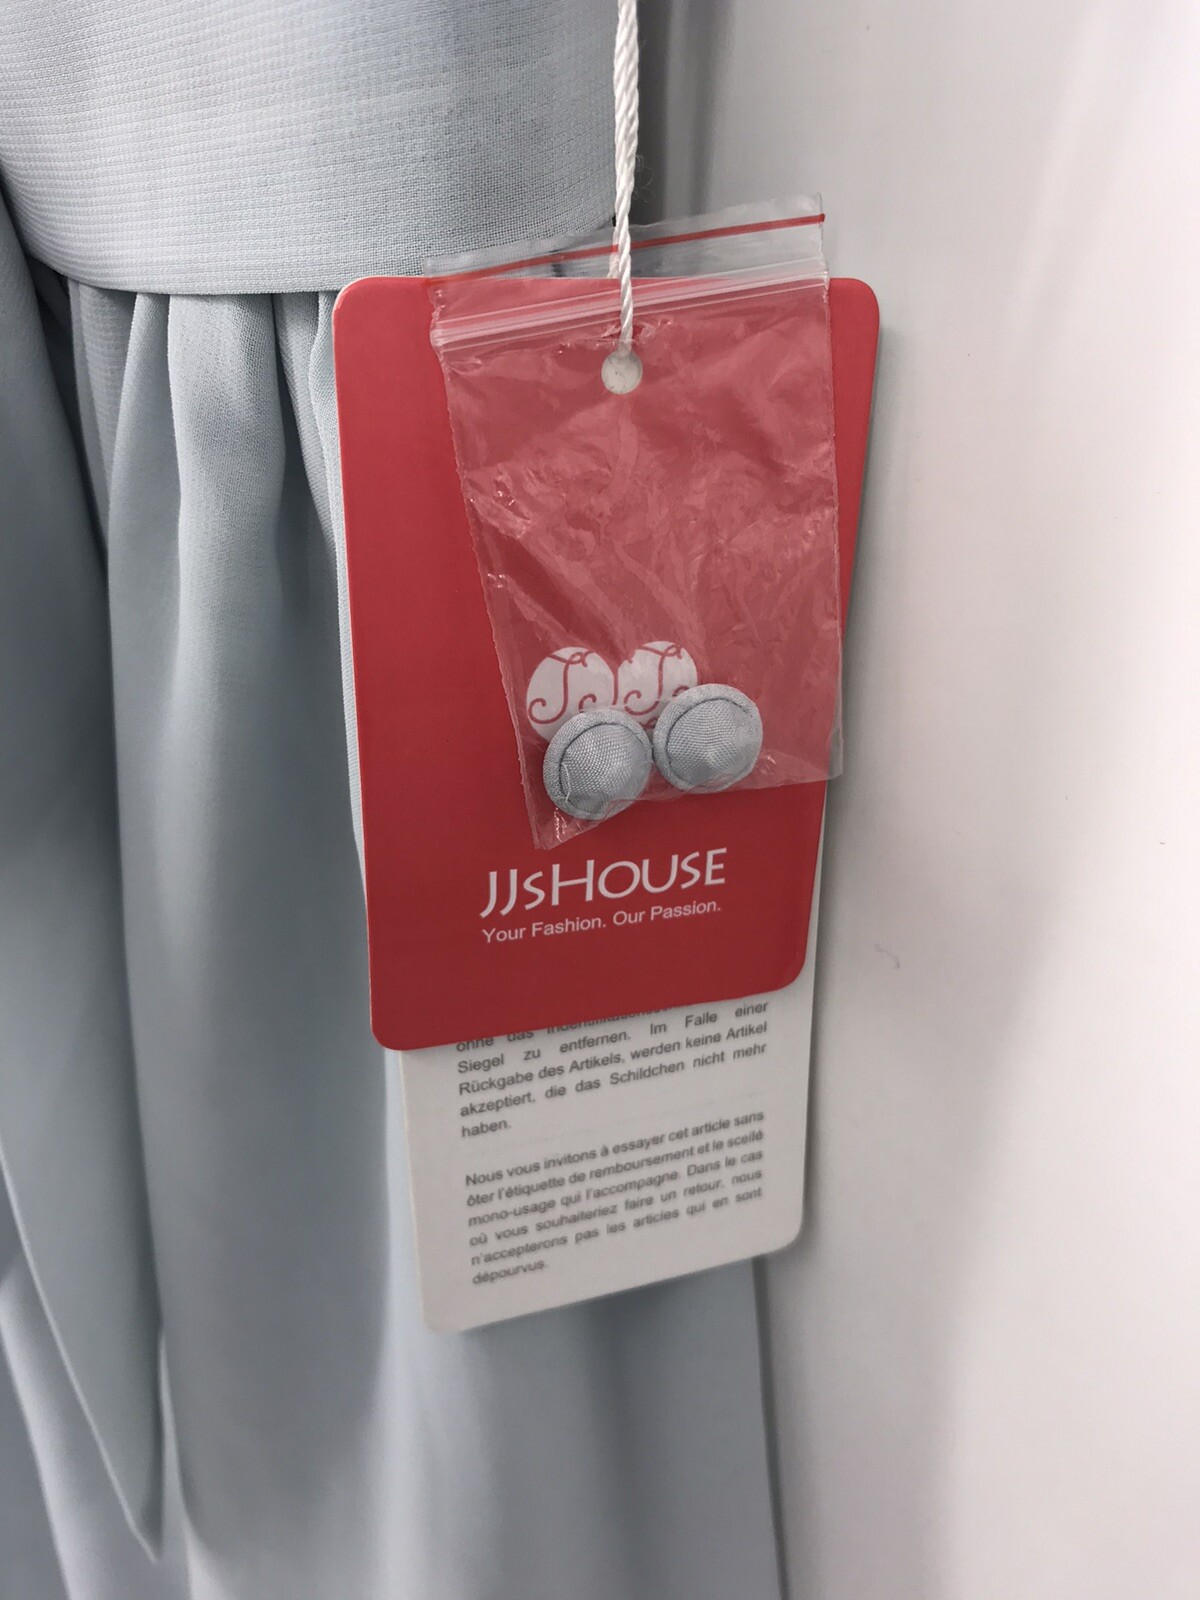 JJsHOUSE
Your Fashion. Our Passion.
ohne das
Siegel zu entfernen. Im Falle einer
Rückgabe des Artikels, werden keine Artikel
akzeptiert, die das Schildchen nicht mehr
haben.
Nous vous invitons à essayer cet article sans
ôter l'étiquette de remboursement et le scellé
mono-usage qui l'accompagne. Dans le cas
où vous souhaiteriez faire un retour, nous
n'accepterons pas les articles qui en sont
dépourvus.